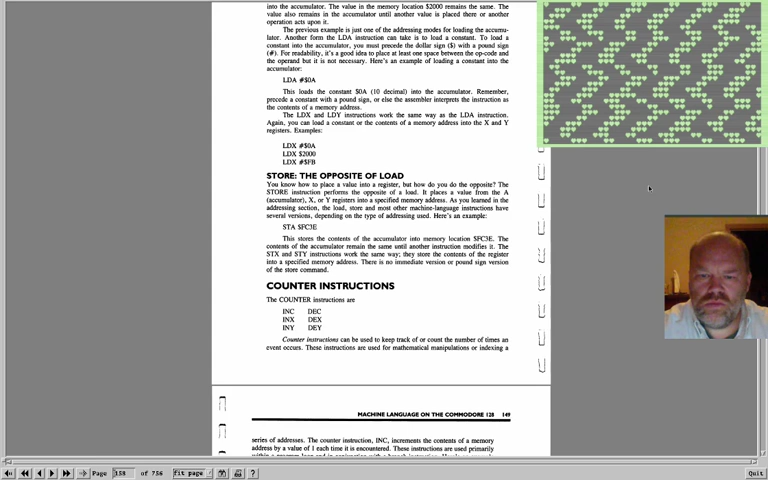 into the accumulator. The value in the memory location $2000 remains the same. The
value also remains in the accumulator until another value is placed there or another
operation acts upon it.
The previous example is just one of the addressing modes for loading the accumu-
lator. Another form the LDA instruction can take is to load a constant. To load a
constant into the accumulator, you must precede the dollar sign ($) with a pound sign
(#). For readability, it's a good idea to place at least one space between the op-code and
the operand but it is not necessary. Here's an example of loading a constant into the
accumulator:
LDA #$0A
This loads the constant $0A (10 decimal) into the accumulator. Remember,
precede a constant with a pound sign, or else the assembler interprets the instruction as
the contents of a memory address.
The LDX and LDY instructions work the same way as the LDA instruction.
Again, you can load a constant or the contents of a memory address into the X and Y
registers. Examples:
LDX #$0A
LDX $2000
LDX #$FB
STORE: THE OPPOSITE OF LOAD
You know how to place a value into a register, but how do you do the opposite? The
STORE instruction performs the opposite of a load. It places a value from the A
(accumulator), X, or Y registers into a specified memory address. As you learned in the
addressing section, the load, store and most other machine-language instructions have
several versions, depending on the type of addressing used. Here's an example:
STA $FC3E
This stores the contents of the accumulator into memory location $FC3E. The
contents of the accumulator remain the same until another instruction modifies it. The
STX and STY instructions work the same way; they store the contents of the register
into a specified memory address. There is no immediate version or pound sign version
of the store command.
COUNTER INSTRUCTIONS
The COUNTER instructions are
INC DEC
INX DEX
INY DEY
Counter instructions can be used to keep track of or count the number of times an
event occurs. These instructions are used for mathematical manipulations or indexing a
MACHINE LANGUAGE ON THE COMMODORE 128 149
series of addresses. The counter instruction, INC, increments the contents of a memory
address by a value of 1 each time it is encountered. These instructions are used primarily
Page 158 of 756 fit page ? Quit